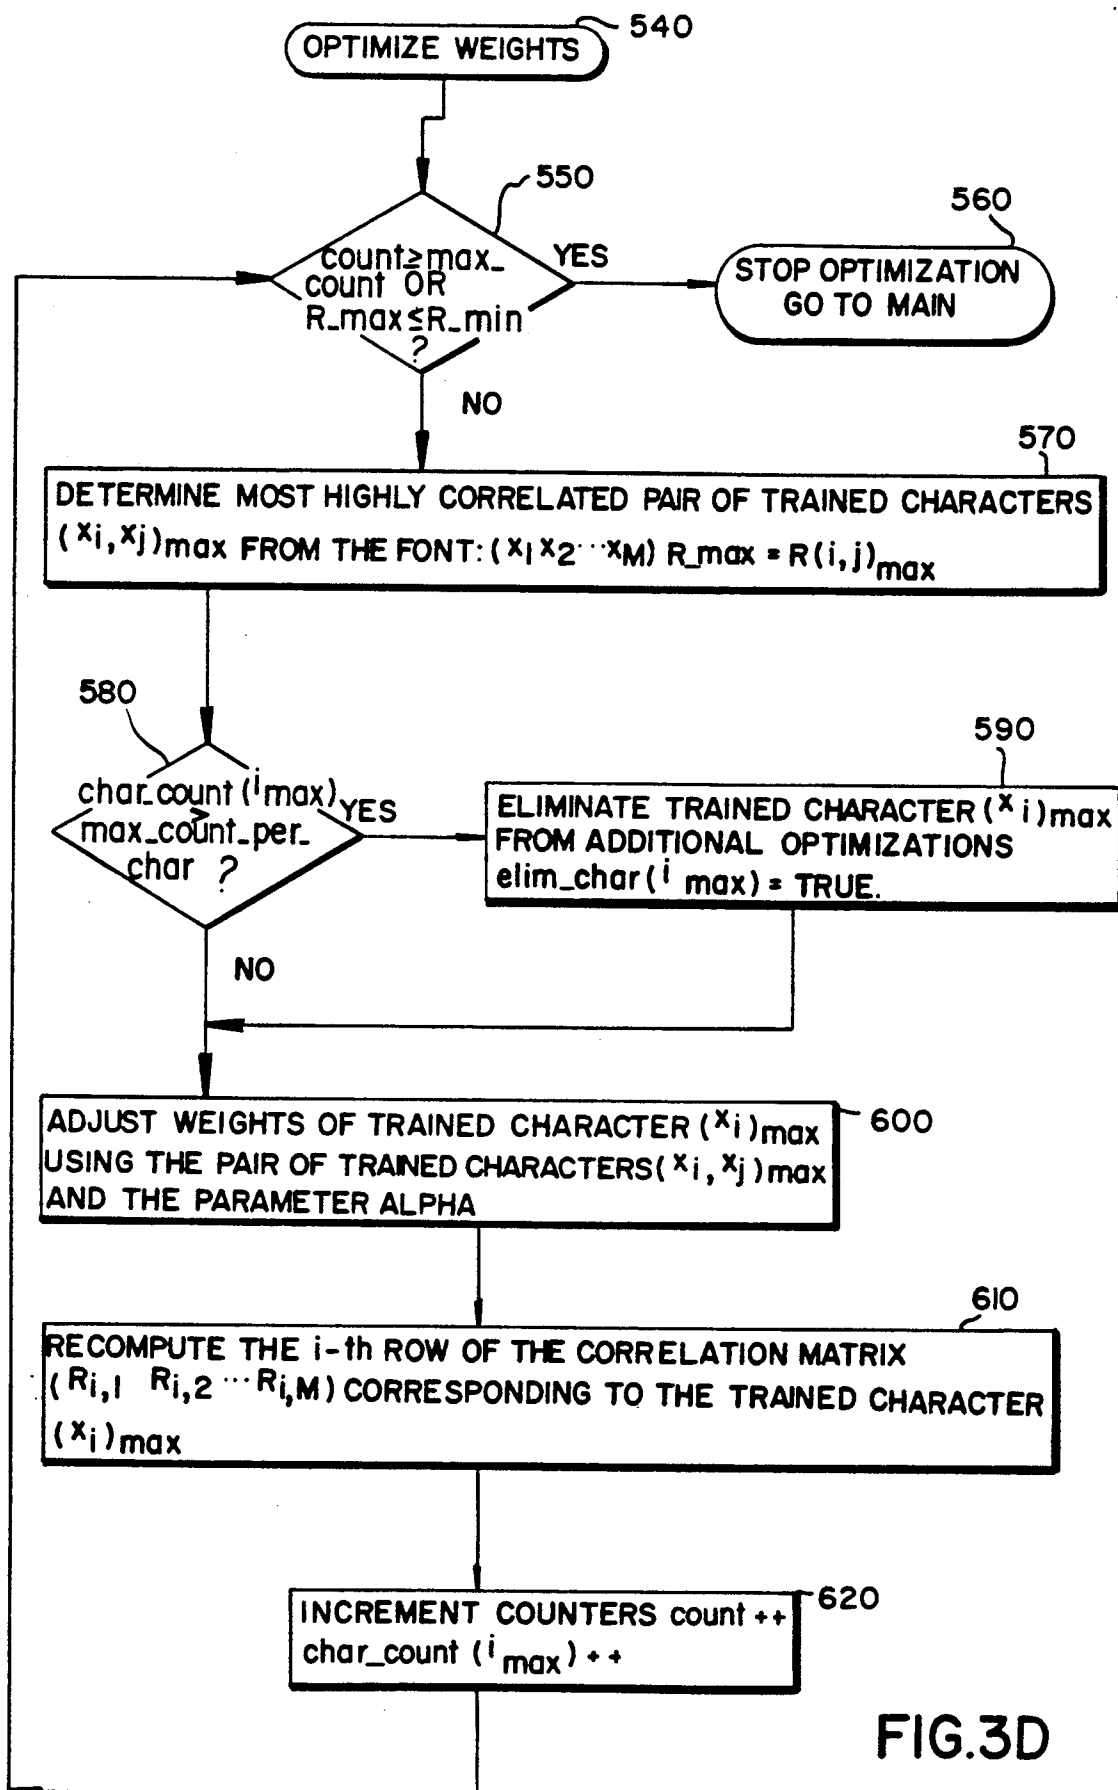 540
OPTIMIZE WEIGHTS
550
560
count≥max_
count OR
R_max≤R_min
?
YES
STOP OPTIMIZATION
GO TO MAIN
NO
570
DETERMINE MOST HIGHLY CORRELATED PAIR OF TRAINED CHARACTERS
(xi, xj)max FROM THE FONT: (x1 x2 ··· xM) R_max = R(i, j)max
580
590
char_count (imax)
>
max_count_per_
char ?
YES
ELIMINATE TRAINED CHARACTER (xi)max
FROM ADDITIONAL OPTIMIZATIONS
elim_char(i max) = TRUE.
NO
600
ADJUST WEIGHTS OF TRAINED CHARACTER (xi)max
USING THE PAIR OF TRAINED CHARACTERS (xi, xj)max
AND THE PARAMETER ALPHA
610
RECOMPUTE THE i-th ROW OF THE CORRELATION MATRIX
(Ri,1 Ri,2 ··· Ri,M) CORRESPONDING TO THE TRAINED CHARACTER
(xi)max
620
INCREMENT COUNTERS count ++
char_count (i max) ++
FIG.3D